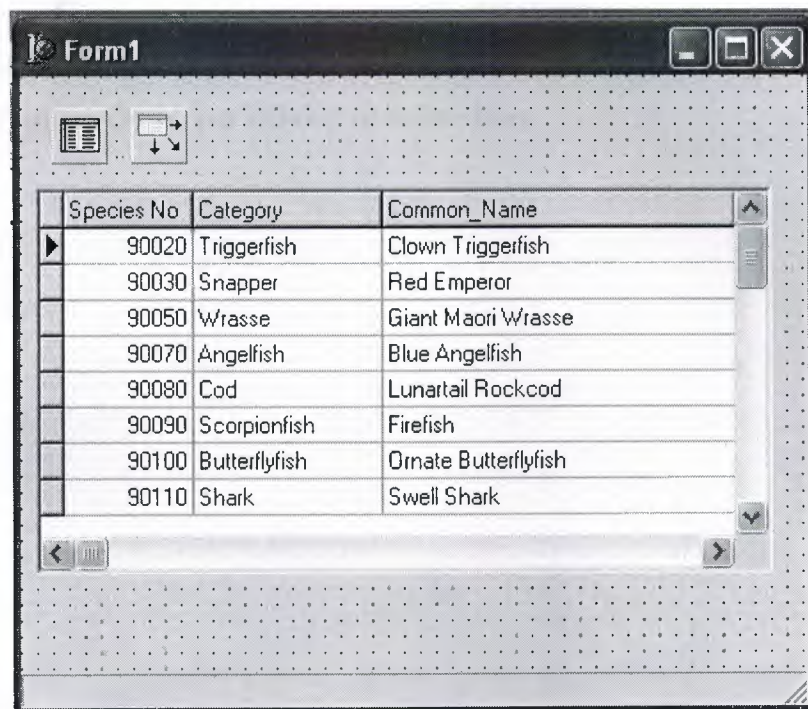 Form1
Species No Category Common_Name
90020 Triggerfish Clown Triggerfish
90030 Snapper Red Emperor
90050 Wrasse Giant Maori Wrasse
90070 Angelfish Blue Angelfish
90080 Cod Lunartail Rockcod
90090 Scorpionfish Firefish
90100 Butterflyfish Ornate Butterflyfish
90110 Shark Swell Shark